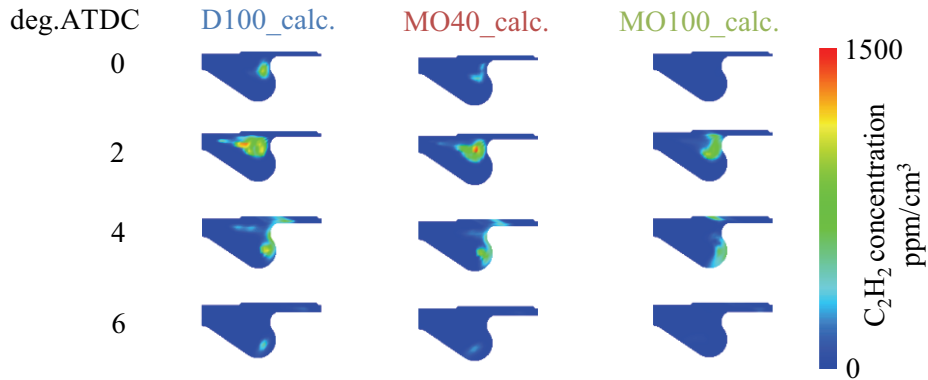 deg.ATDC D100_calc. MO40_calc. MO100_calc.
0
2
4
6
1500
C₂H₂ concentration
ppm/cm³
0